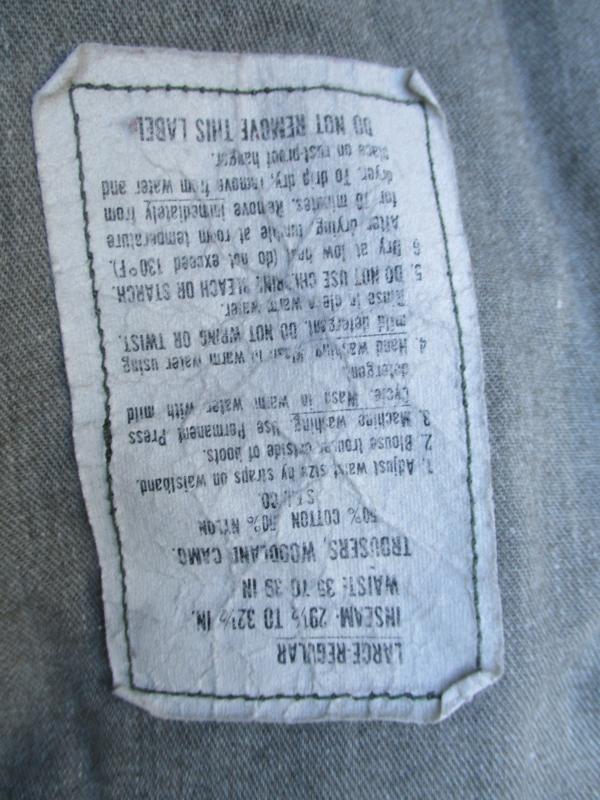 LARGE-REGULAR
INSEAM: 29½ TO 32½ IN.
WAIST: 35 TO 39 IN
TROUSERS, WOODLAND CAMO.
50% COTTON 50% NYLON
CO.
1. Adjust waist size by straps on waistband.
2. Blouse trouser outside of boots.
3. Machine washing. Use Permanent Press
Cycle. Wash in warm water with mild
detergent.
4. Hand washing. Wash in warm water using
mild detergent. DO NOT WRING OR TWIST.
Rinse in clean warm water.
5. DO NOT USE CHLORINE BLEACH OR STARCH.
6 Dry at low heat (do not exceed 130°F).
After drying, tumble at room temperature
for 10 minutes. Remove immediately from
dryer. To drip dry, remove from water and
place on rust-proof hanger.
DO NOT REMOVE THIS LABEL